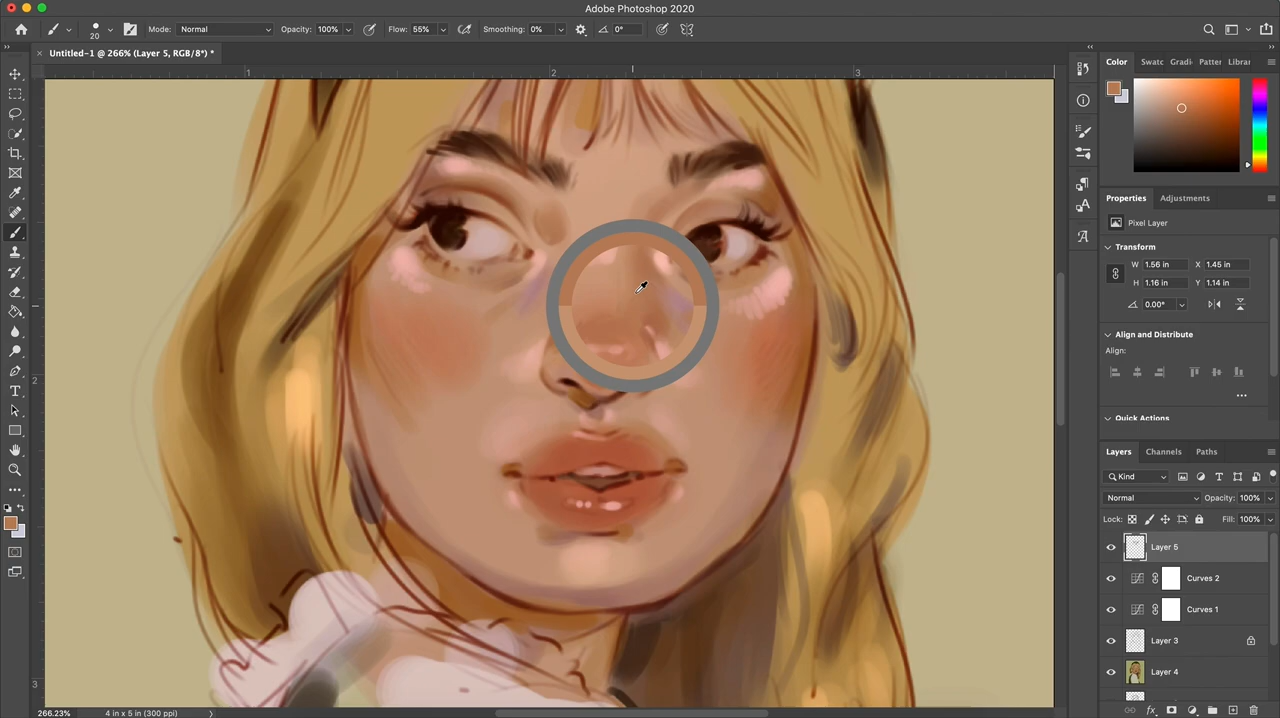 Adobe Photoshop 2020
20
Mode: Normal
Opacity: 100%
Flow: 55%
Smoothing: 0%
0°
Untitled-1 @ 266% (Layer 5, RGB/8*) *
1
2
3
2
3
Color
Swatc
Gradi
Patter
Librar
Properties
Adjustments
Pixel Layer
Transform
W 1.56 in
X 1.45 in
H 1.16 in
Y 1.14 in
0.00°
Align and Distribute
Align:
Quick Actions
Layers
Channels
Paths
Kind
Normal
Opacity: 100%
Lock:
Fill: 100%
Layer 5
Curves 2
Curves 1
Layer 3
Layer 4
266.23%
4 in x 5 in (300 ppi)